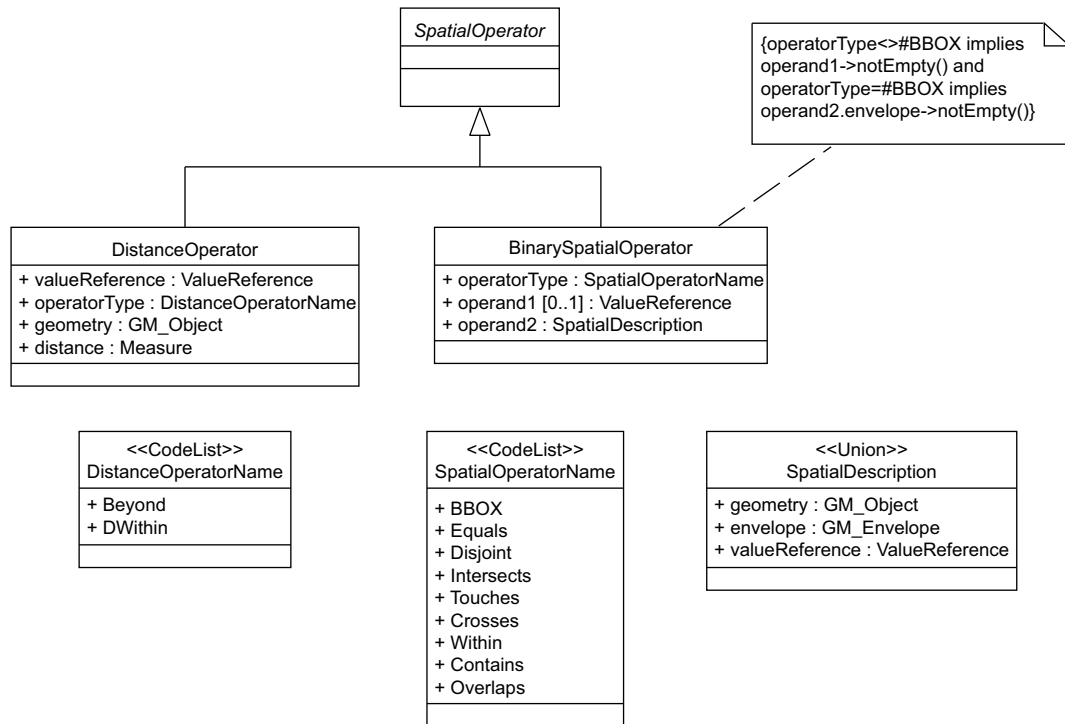 SpatialOperator
{operatorType<>#BBOX implies
operand1->notEmpty() and
operatorType=#BBOX implies
operand2.envelope->notEmpty()}
DistanceOperator
+ valueReference : ValueReference
+ operatorType : DistanceOperatorName
+ geometry : GM_Object
+ distance : Measure
BinarySpatialOperator
+ operatorType : SpatialOperatorName
+ operand1 [0..1] : ValueReference
+ operand2 : SpatialDescription
<<CodeList>>
DistanceOperatorName
+ Beyond
+ DWithin
<<CodeList>>
SpatialOperatorName
+ BBOX
+ Equals
+ Disjoint
+ Intersects
+ Touches
+ Crosses
+ Within
+ Contains
+ Overlaps
<<Union>>
SpatialDescription
+ geometry : GM_Object
+ envelope : GM_Envelope
+ valueReference : ValueReference